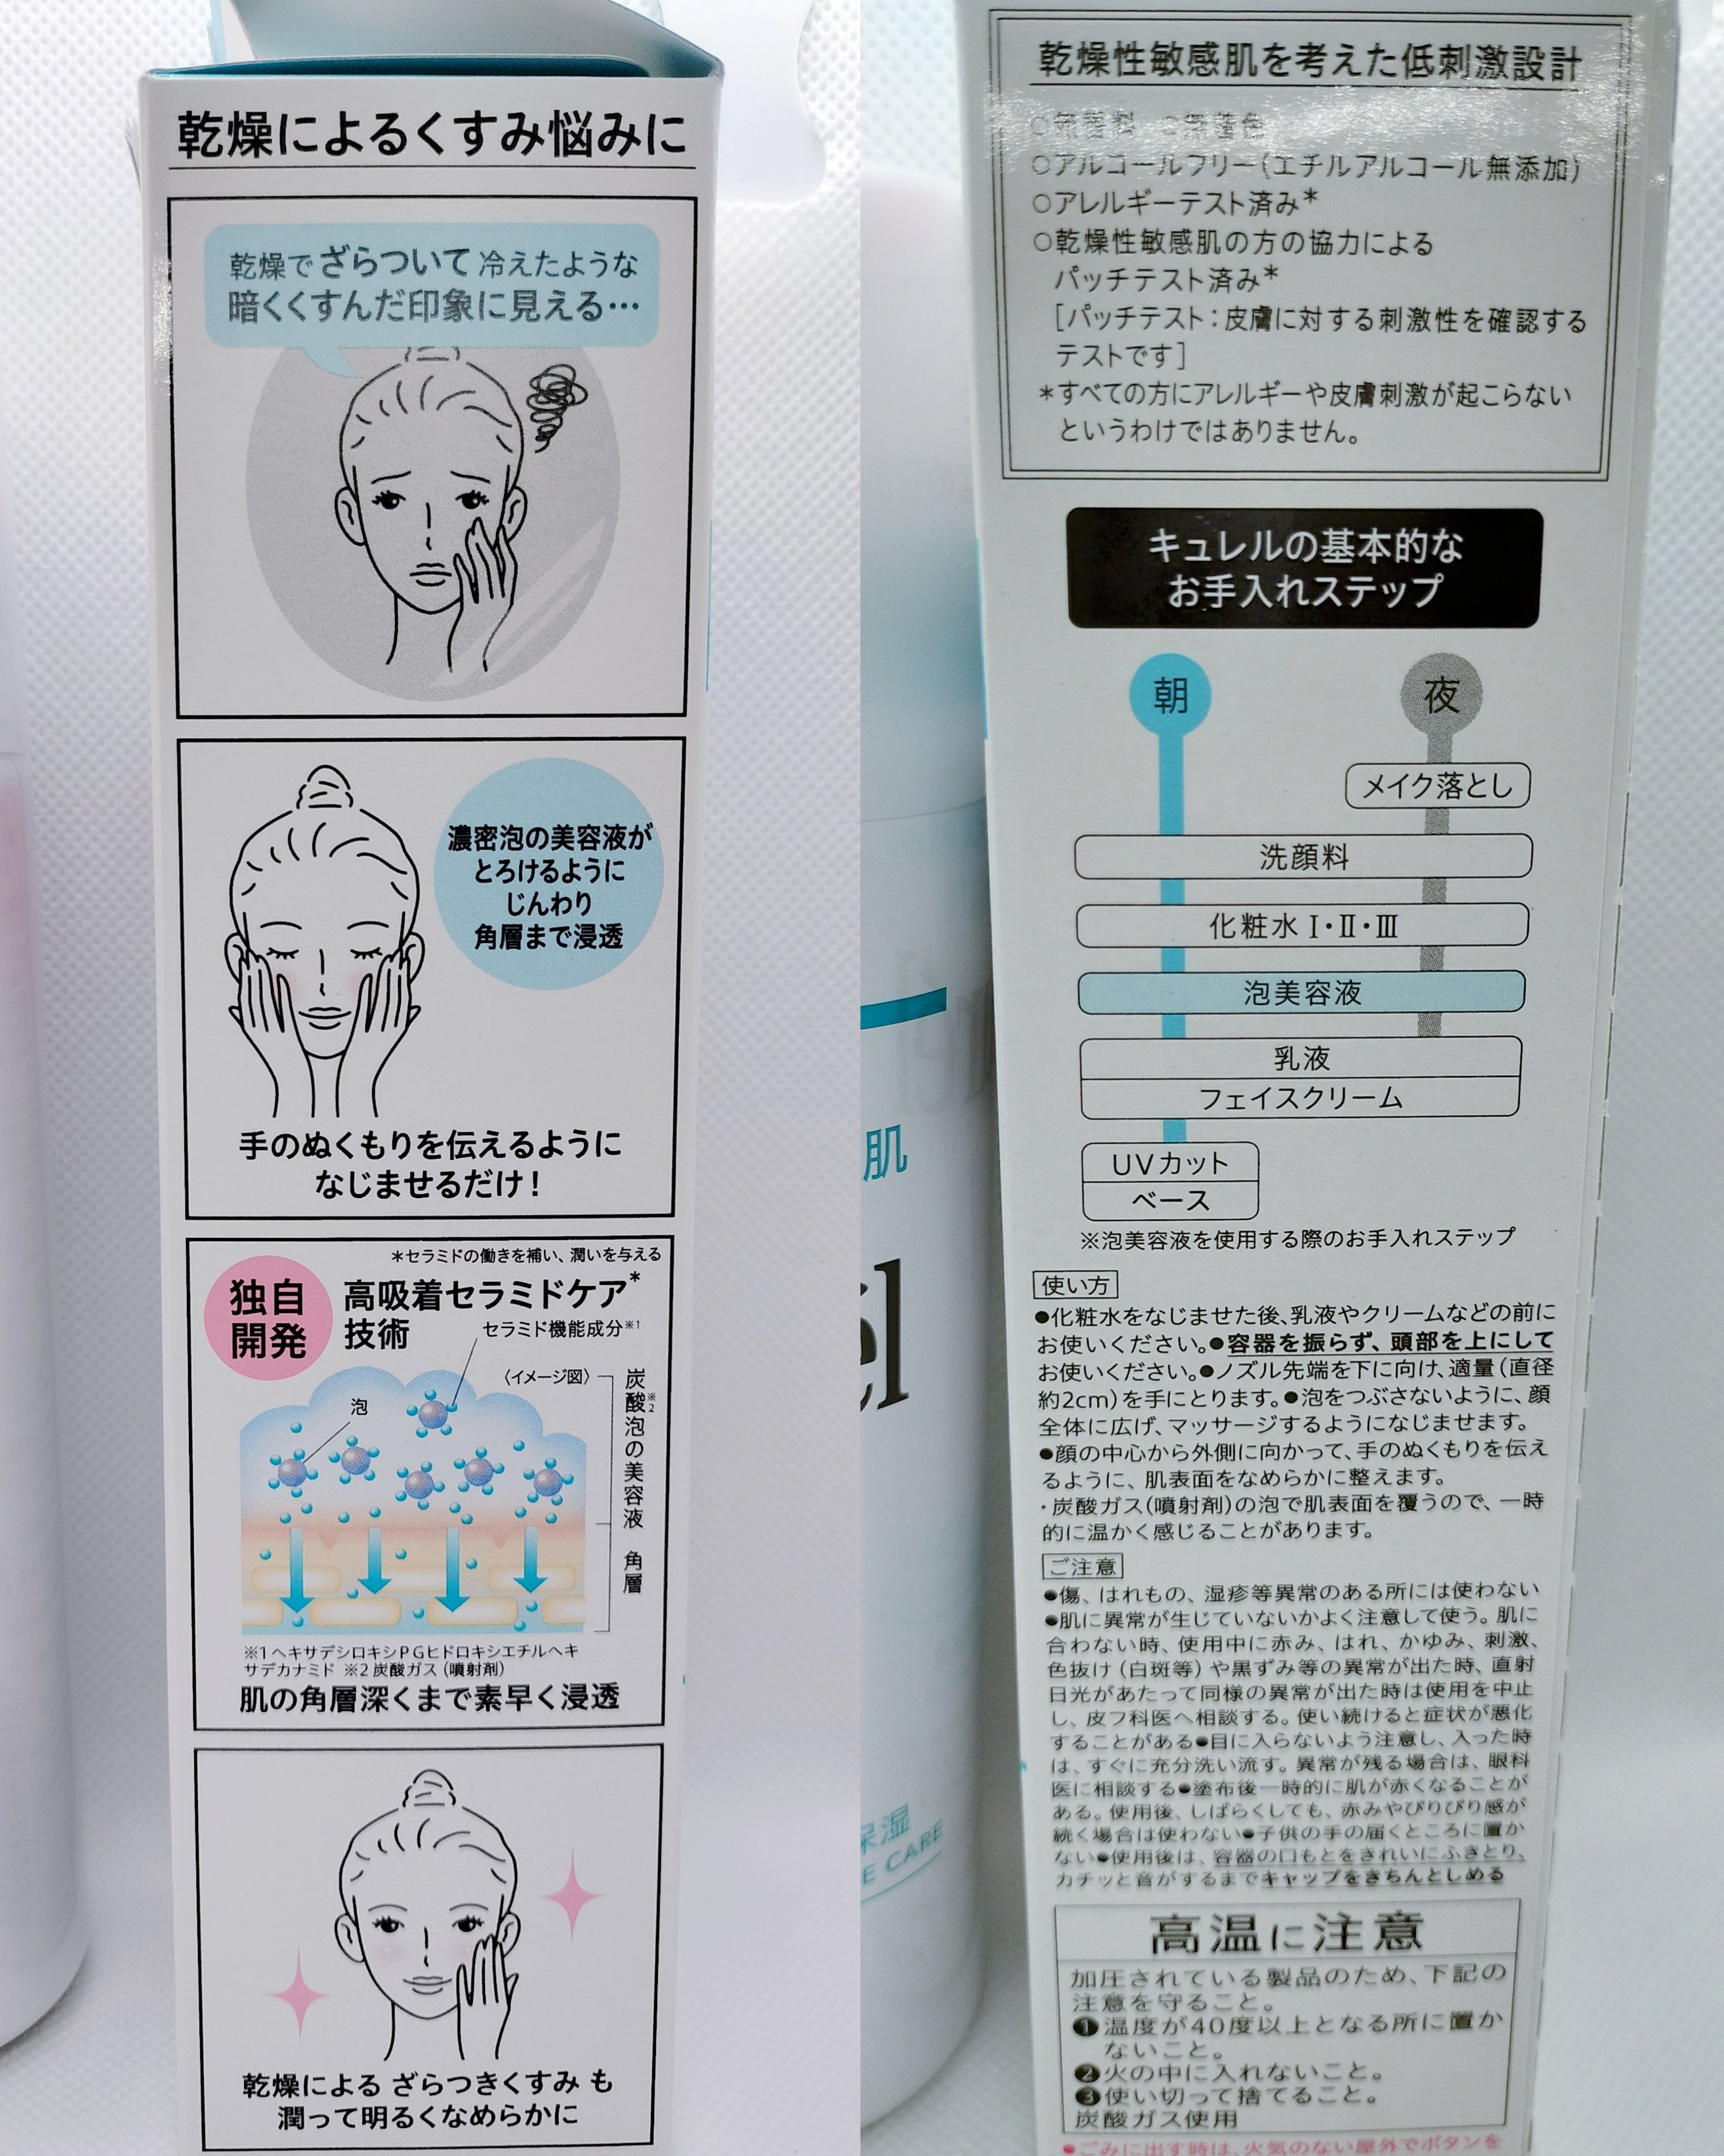 乾燥によるくすみ悩みに
乾燥でざらついて冷えたような
暗くくすんだ印象に見える…
濃密泡の美容液が
とろけるように
じんわり
角層まで浸透
手のぬくもりを伝えるように
なじませるだけ！
*セラミドの働きを補い、潤いを与える
独自
開発
高吸着セラミドケア*
技術
セラミド機能成分※1
〈イメージ図〉
泡
炭酸※2泡の美容液
角層
※1 ヘキサデシロキシPGヒドロキシエチルヘキ
サデカナミド ※2 炭酸ガス（噴射剤）
肌の角層深くまで素早く浸透
乾燥による ざらつきくすみ も
潤って明るくなめらかに
乾燥性敏感肌を考えた低刺激設計
○無香料 ○無着色
○アルコールフリー（エチルアルコール無添加）
○アレルギーテスト済み*
○乾燥性敏感肌の方の協力による
パッチテスト済み*
［パッチテスト：皮膚に対する刺激性を確認する
テストです］
*すべての方にアレルギーや皮膚刺激が起こらない
というわけではありません。
キュレルの基本的な
お手入れステップ
朝
夜
メイク落とし
洗顔料
化粧水 Ⅰ・Ⅱ・Ⅲ
泡美容液
乳液
フェイスクリーム
UVカット
ベース
※泡美容液を使用する際のお手入れステップ
使い方
●化粧水をなじませた後、乳液やクリームなどの前に
お使いください。●容器を振らず、頭部を上にして
お使いください。●ノズル先端を下に向け、適量（直径
約2cm）を手にとります。●泡をつぶさないように、顔
全体に広げ、マッサージするようになじませます。
●顔の中心から外側に向かって、手のぬくもりを伝え
るように、肌表面をなめらかに整えます。
・炭酸ガス（噴射剤）の泡で肌表面を覆うので、一時
的に温かく感じることがあります。
ご注意
●傷、はれもの、湿疹等異常のある所には使わない
●肌に異常が生じていないかよく注意して使う。肌に
合わない時、使用中に赤み、はれ、かゆみ、刺激、
色抜け（白斑等）や黒ずみ等の異常が出た時、直射
日光があたって同様の異常が出た時は使用を中止
し、皮フ科医へ相談する。使い続けると症状が悪化
することがある●目に入らないよう注意し、入った時
は、すぐに充分洗い流す。異常が残る場合は、眼科
医に相談する●塗布後一時的に肌が赤くなることが
ある。使用後、しばらくしても、赤みやぴりぴり感が
続く場合は使わない●子供の手の届くところに置か
ない●使用後は、容器の口もとをきれいにふきとり、
カチッと音がするまでキャップをきちんとしめる
高温に注意
加圧されている製品のため、下記の
注意を守ること。
❶温度が40度以上となる所に置か
ないこと。
❷火の中に入れないこと。
❸使い切って捨てること。
炭酸ガス使用
●ごみに出す時は、火気のない屋外でボタンを
肌
el
保湿
E CARE